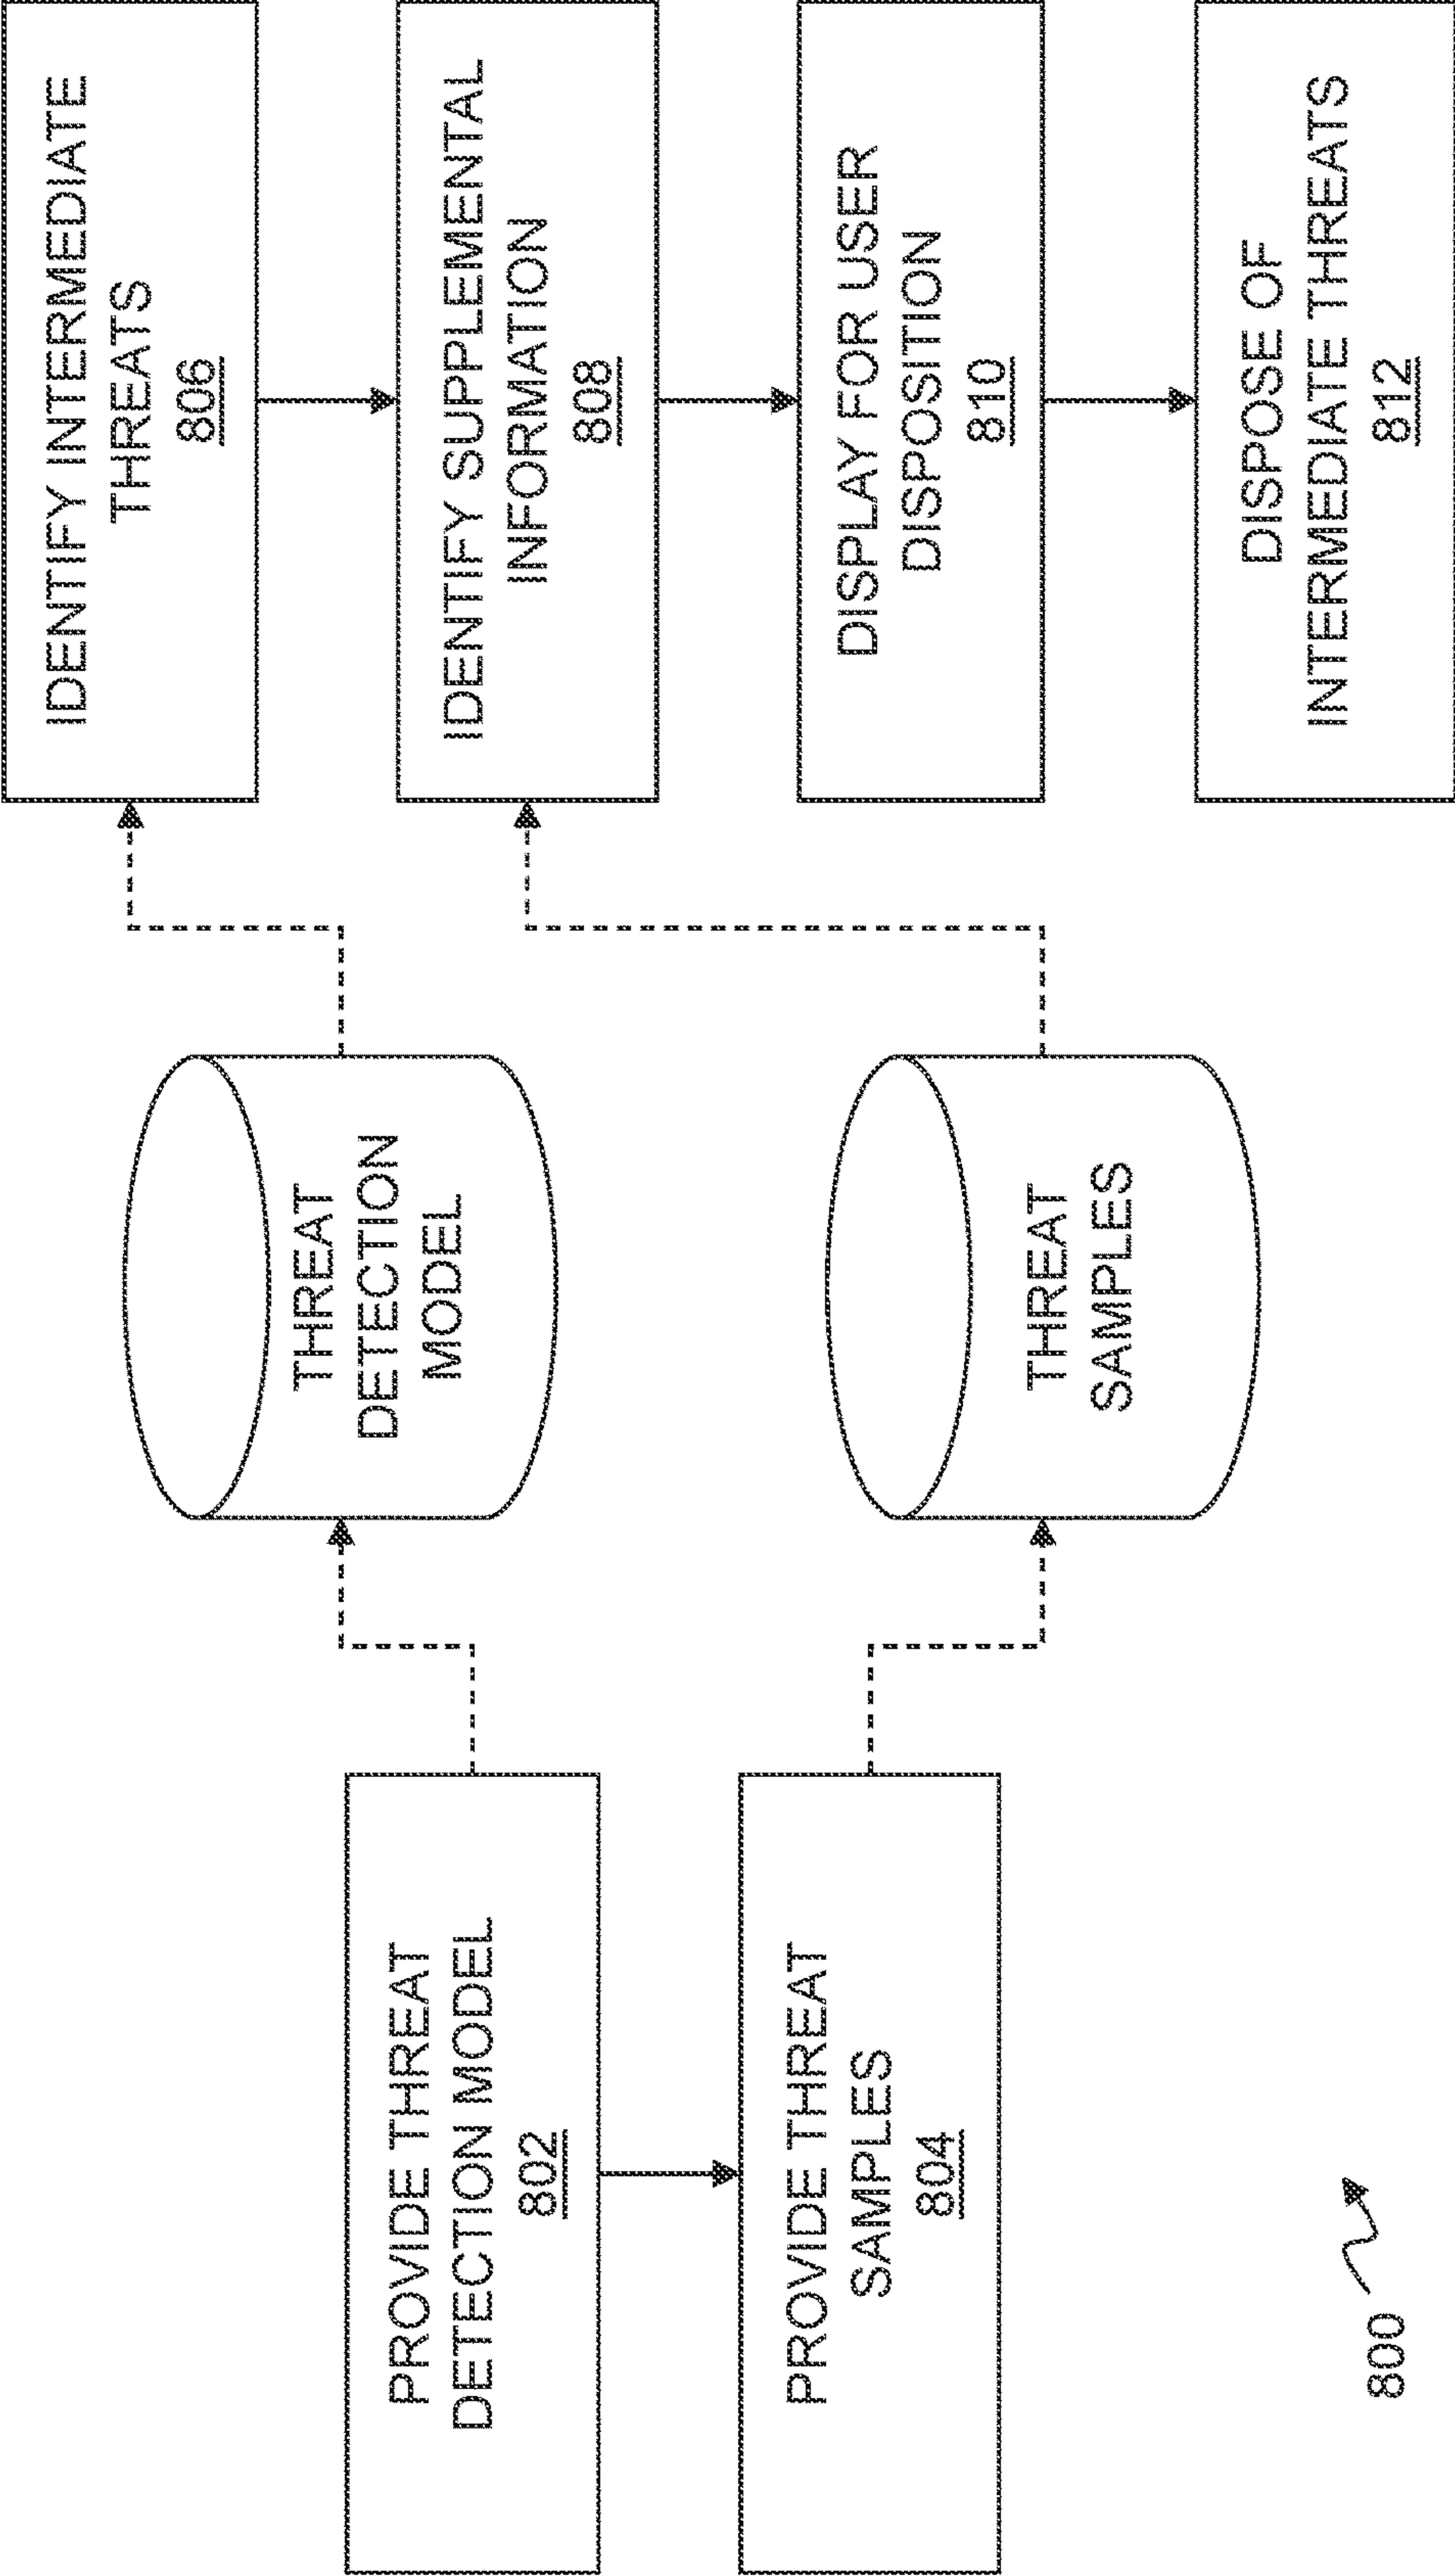 PROVIDE THREAT
DETECTION MODEL
802
PROVIDE THREAT
SAMPLES
804
THREAT
DETECTION
MODEL
THREAT
SAMPLES
IDENTIFY INTERMEDIATE
THREATS
806
IDENTIFY SUPPLEMENTAL
INFORMATION
808
DISPLAY FOR USER
DISPOSITION
810
DISPOSE OF
INTERMEDIATE THREATS
812
800